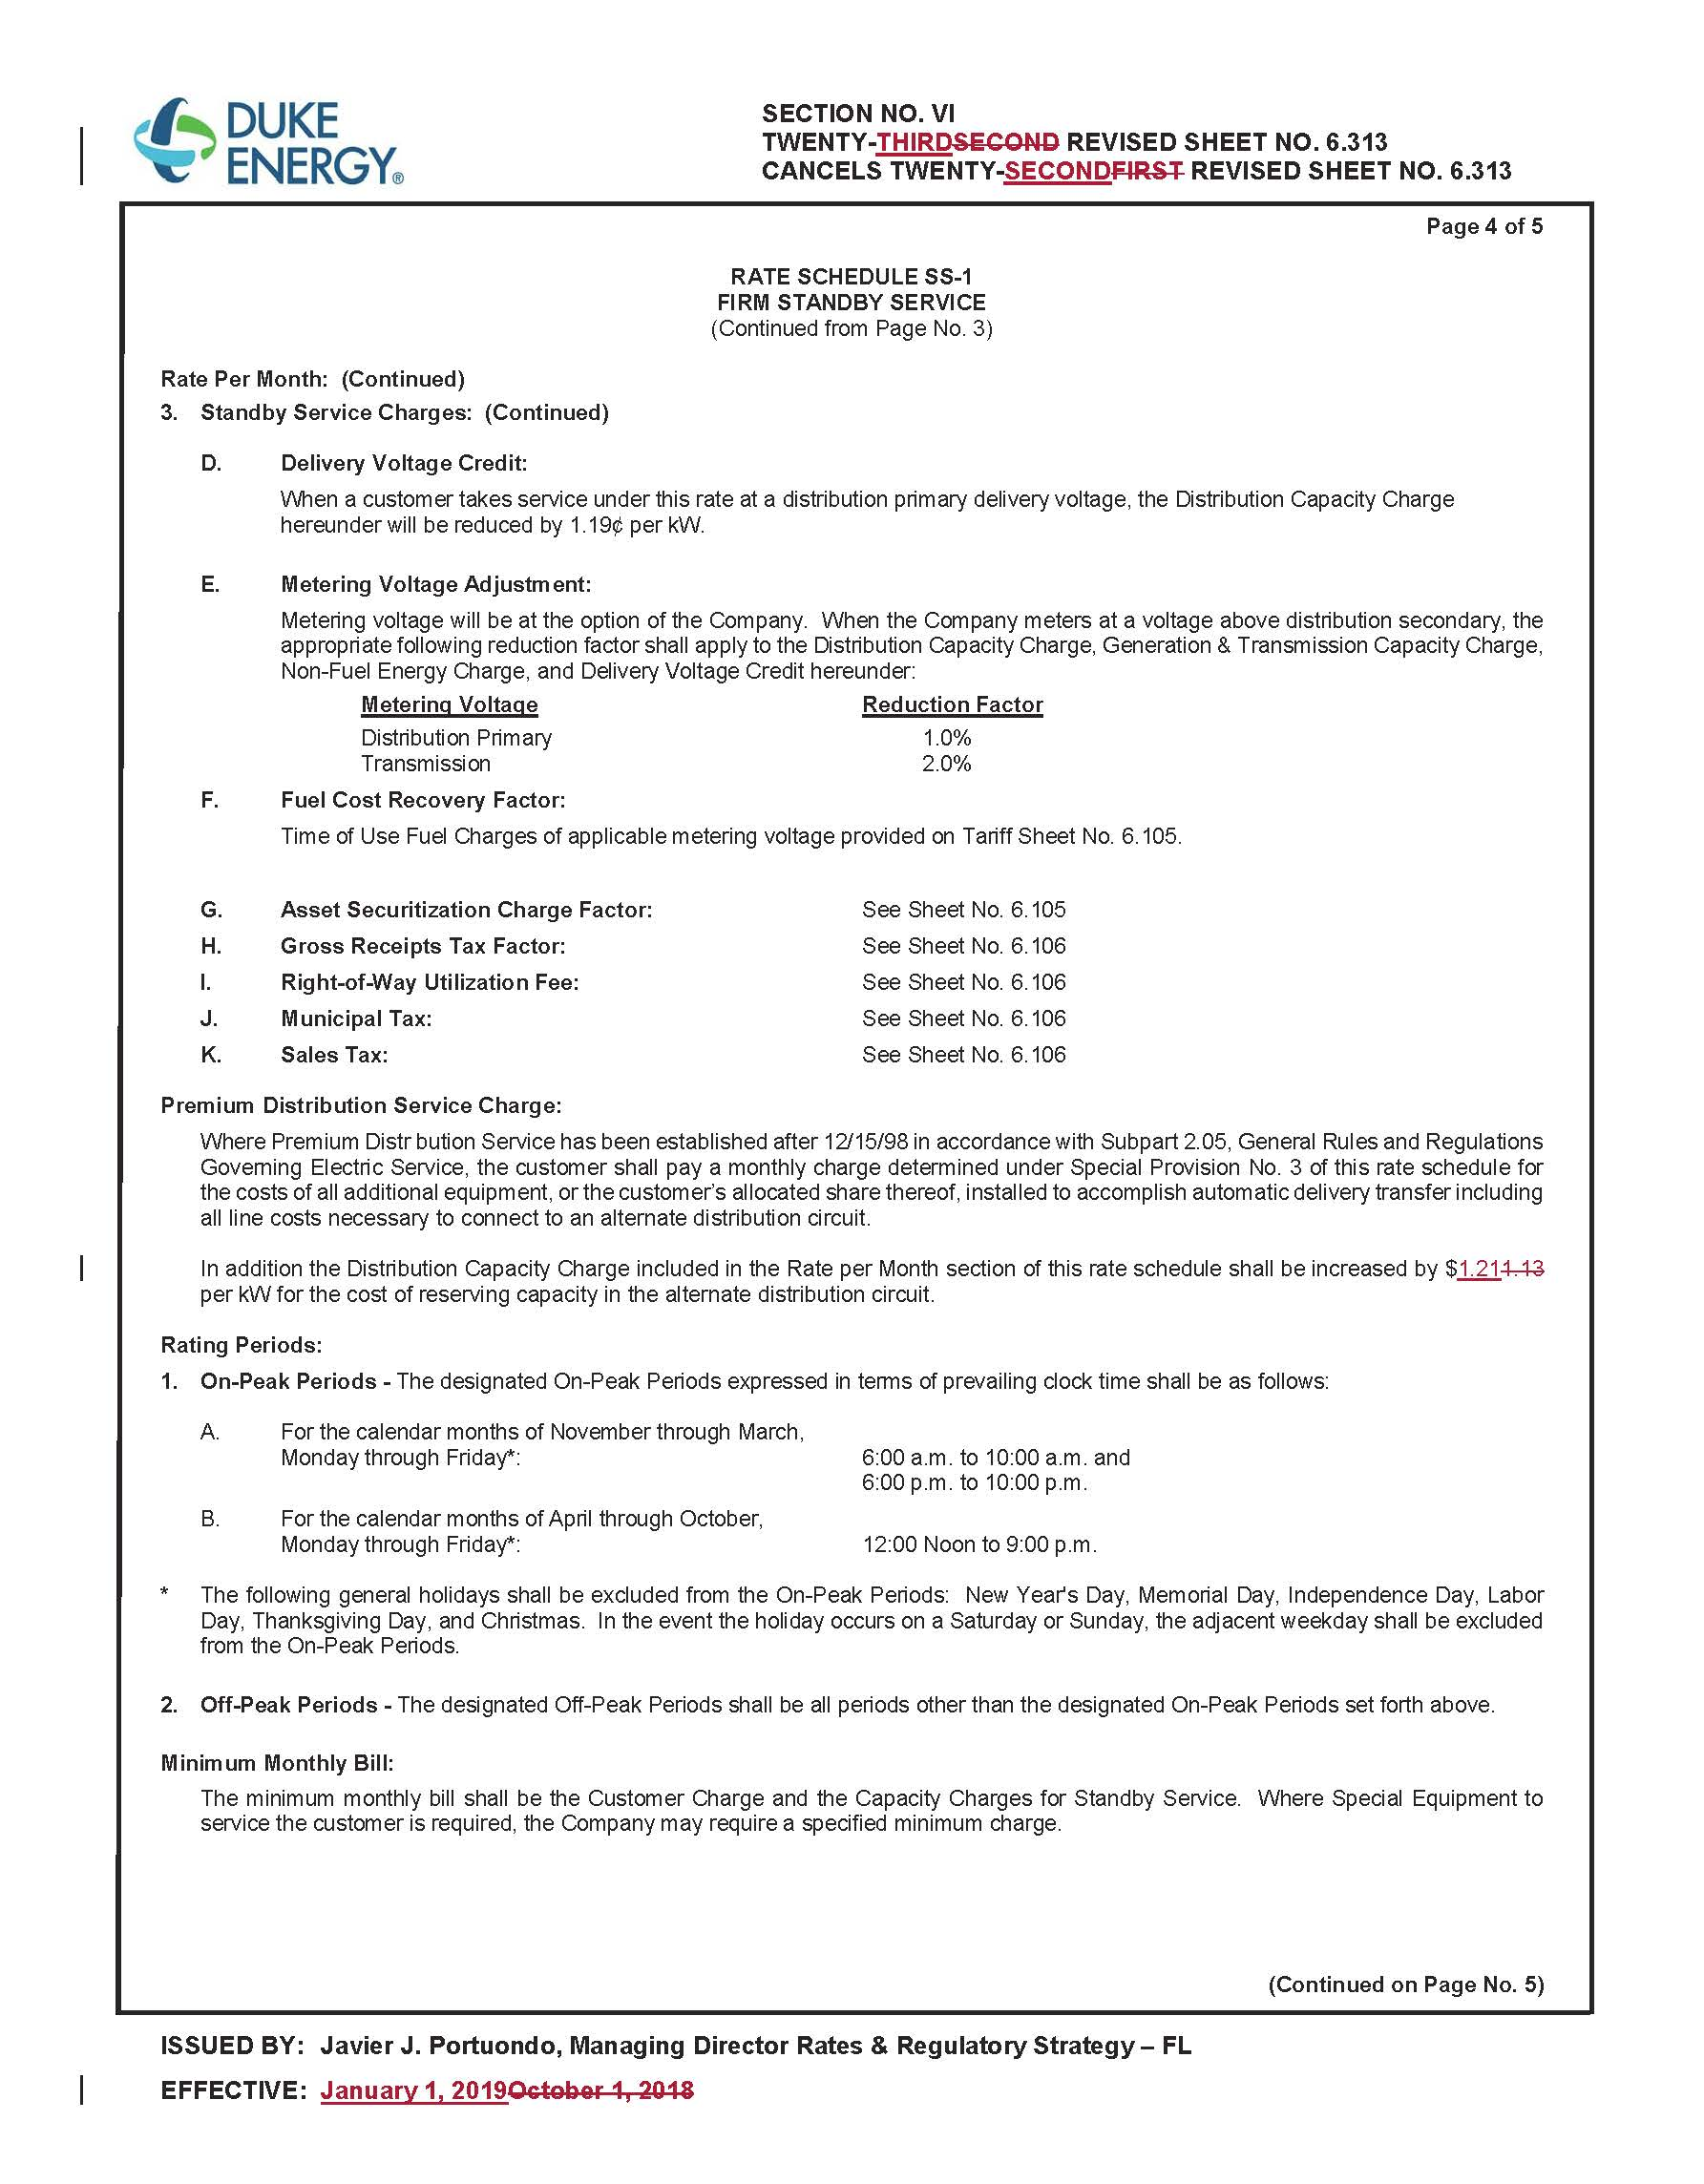 DUKE
ENERGY®
SECTION NO. VI
TWENTY-THIRDSECOND REVISED SHEET NO. 6.313
CANCELS TWENTY-SECONDFIRST REVISED SHEET NO. 6.313
Page 4 of 5
RATE SCHEDULE SS-1
FIRM STANDBY SERVICE
(Continued from Page No. 3)
Rate Per Month: (Continued)
3. Standby Service Charges: (Continued)
D. Delivery Voltage Credit:
When a customer takes service under this rate at a distribution primary delivery voltage, the Distribution Capacity Charge
hereunder will be reduced by 1.19¢ per kW.
E. Metering Voltage Adjustment:
Metering voltage will be at the option of the Company. When the Company meters at a voltage above distribution secondary, the
appropriate following reduction factor shall apply to the Distribution Capacity Charge, Generation & Transmission Capacity Charge,
Non-Fuel Energy Charge, and Delivery Voltage Credit hereunder:
Metering Voltage Reduction Factor
Distribution Primary 1.0%
Transmission 2.0%
F. Fuel Cost Recovery Factor:
Time of Use Fuel Charges of applicable metering voltage provided on Tariff Sheet No. 6.105.
G. Asset Securitization Charge Factor: See Sheet No. 6.105
H. Gross Receipts Tax Factor: See Sheet No. 6.106
I. Right-of-Way Utilization Fee: See Sheet No. 6.106
J. Municipal Tax: See Sheet No. 6.106
K. Sales Tax: See Sheet No. 6.106
Premium Distribution Service Charge:
Where Premium Distr bution Service has been established after 12/15/98 in accordance with Subpart 2.05, General Rules and Regulations
Governing Electric Service, the customer shall pay a monthly charge determined under Special Provision No. 3 of this rate schedule for
the costs of all additional equipment, or the customer's allocated share thereof, installed to accomplish automatic delivery transfer including
all line costs necessary to connect to an alternate distribution circuit.
In addition the Distribution Capacity Charge included in the Rate per Month section of this rate schedule shall be increased by $1.211.13
per kW for the cost of reserving capacity in the alternate distribution circuit.
Rating Periods:
1. On-Peak Periods - The designated On-Peak Periods expressed in terms of prevailing clock time shall be as follows:
A. For the calendar months of November through March,
Monday through Friday*: 6:00 a.m. to 10:00 a.m. and
6:00 p.m. to 10:00 p.m.
B. For the calendar months of April through October,
Monday through Friday*: 12:00 Noon to 9:00 p.m.
* The following general holidays shall be excluded from the On-Peak Periods: New Year's Day, Memorial Day, Independence Day, Labor
Day, Thanksgiving Day, and Christmas. In the event the holiday occurs on a Saturday or Sunday, the adjacent weekday shall be excluded
from the On-Peak Periods.
2. Off-Peak Periods - The designated Off-Peak Periods shall be all periods other than the designated On-Peak Periods set forth above.
Minimum Monthly Bill:
The minimum monthly bill shall be the Customer Charge and the Capacity Charges for Standby Service. Where Special Equipment to
service the customer is required, the Company may require a specified minimum charge.
(Continued on Page No. 5)
ISSUED BY: Javier J. Portuondo, Managing Director Rates & Regulatory Strategy – FL
EFFECTIVE: January 1, 2019October 1, 2018